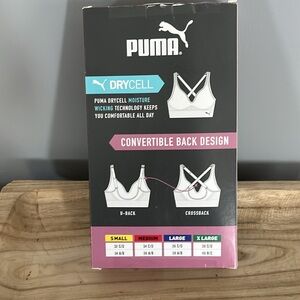 PUMA
DRYCELL
PUMA DRYCELL MOISTURE
WICKING TECHNOLOGY KEEPS
YOU COMFORTABLE ALL DAY
CONVERTIBLE BACK DESIGN
V-BACK CROSSBACK
SMALL MEDIUM LARGE X LARGE